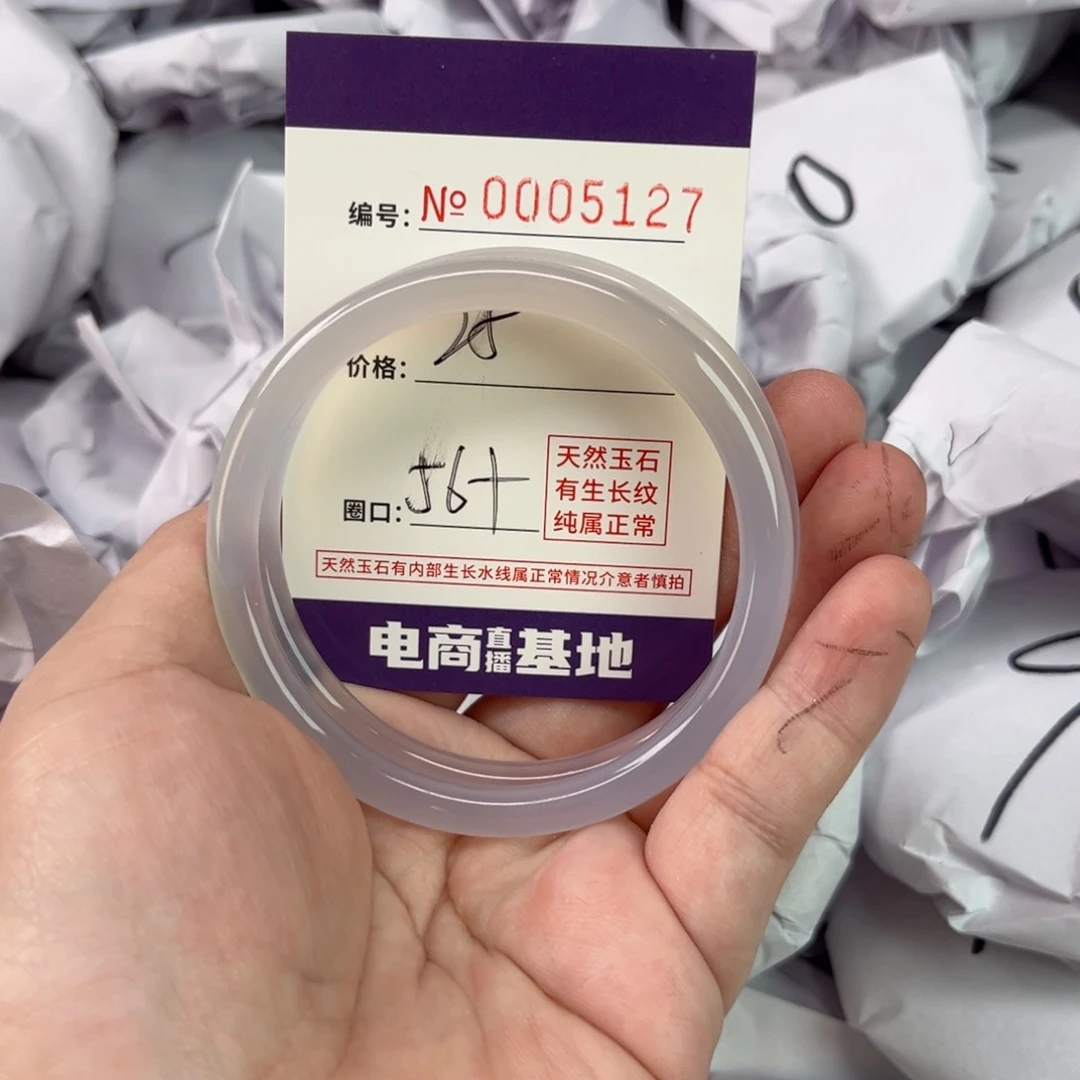 编号: № 0005127
价格:
圈口: 56+
天然玉石
有生长纹
纯属正常
天然玉石有内部生长水线属正常情况介意者慎拍
电商直播基地